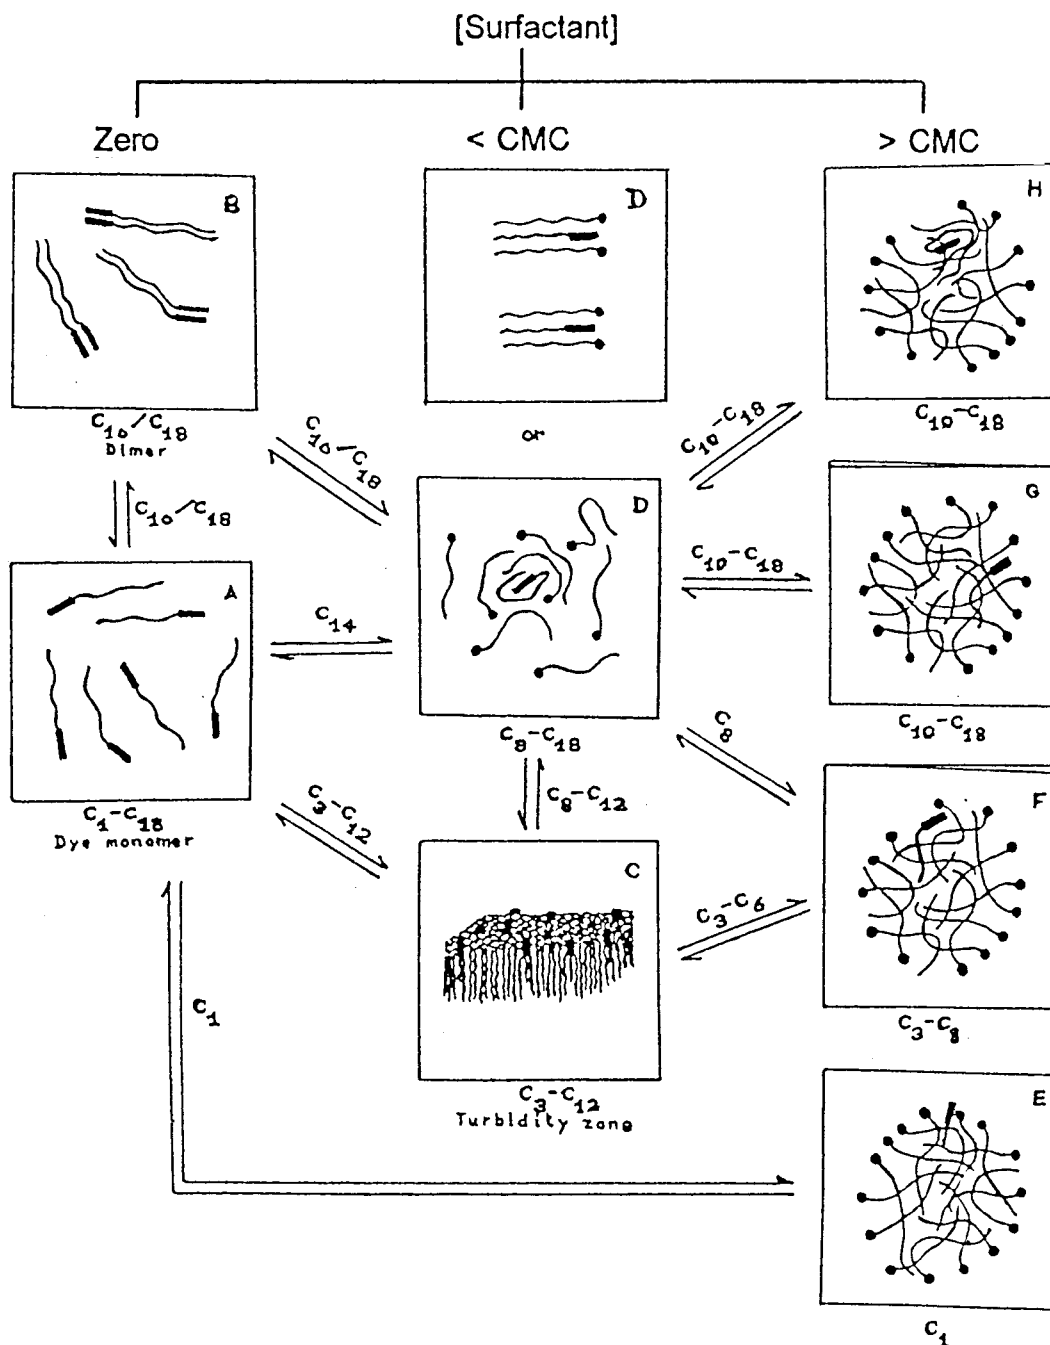 [Surfactant]
Zero
< CMC
> CMC
B
D
H
C10/C18
Dimer
or
C10-C18
C10/C18
C10-C18
C10/C18
D
G
C10-C18
A
C14
C8-C18
C10-C18
C1-C18
Dye monomer
C3-C12
C8-C12
C8
F
C
C3-C6
C3-C8
C1
C3-C12
Turbidity zone
E
C1